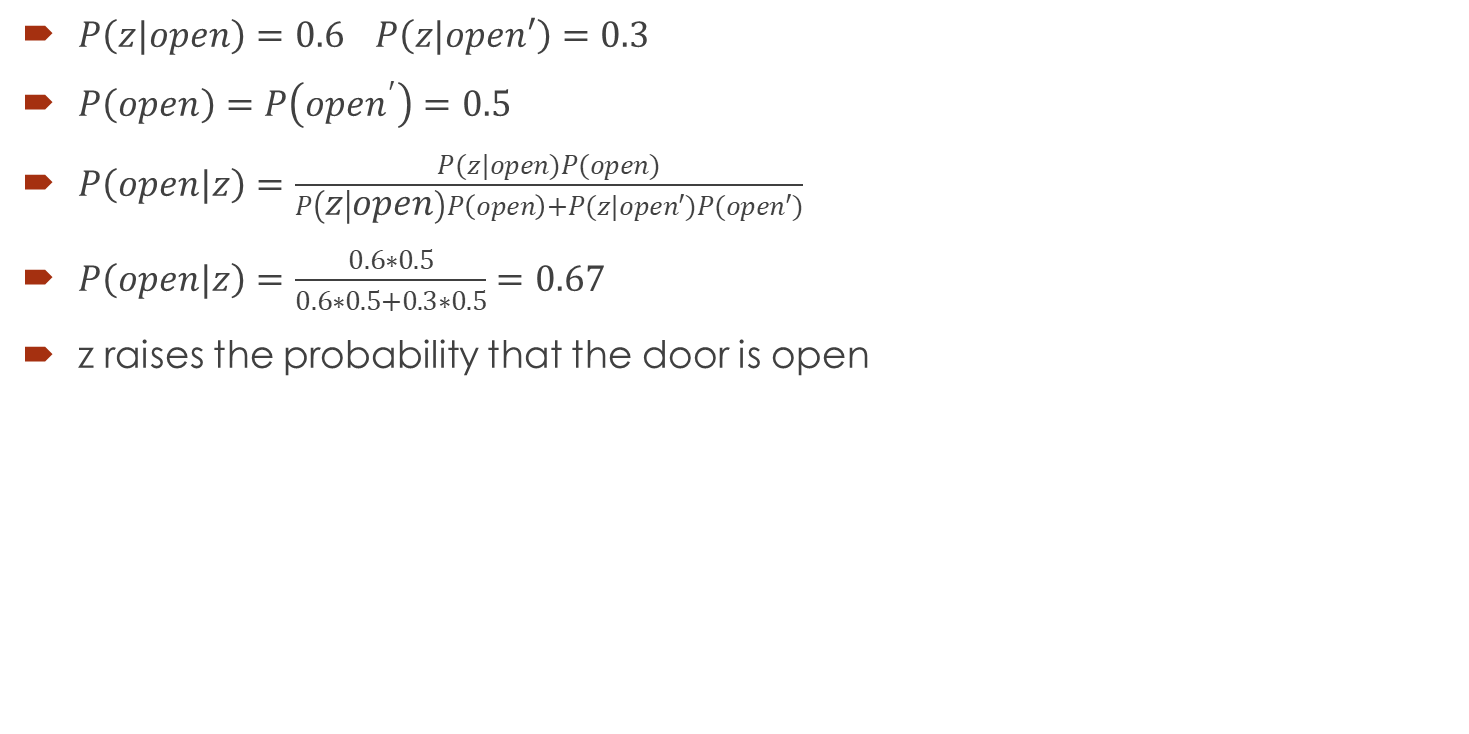 P(z|open) = 0.6 P(z|open′) = 0.3
P(open) = P(open′) = 0.5
P(open|z) = P(z|open)P(open) / P(z|open)P(open)+P(z|open′)P(open′)
P(open|z) = 0.6∗0.5 / 0.6∗0.5+0.3∗0.5 = 0.67
z raises the probability that the door is open